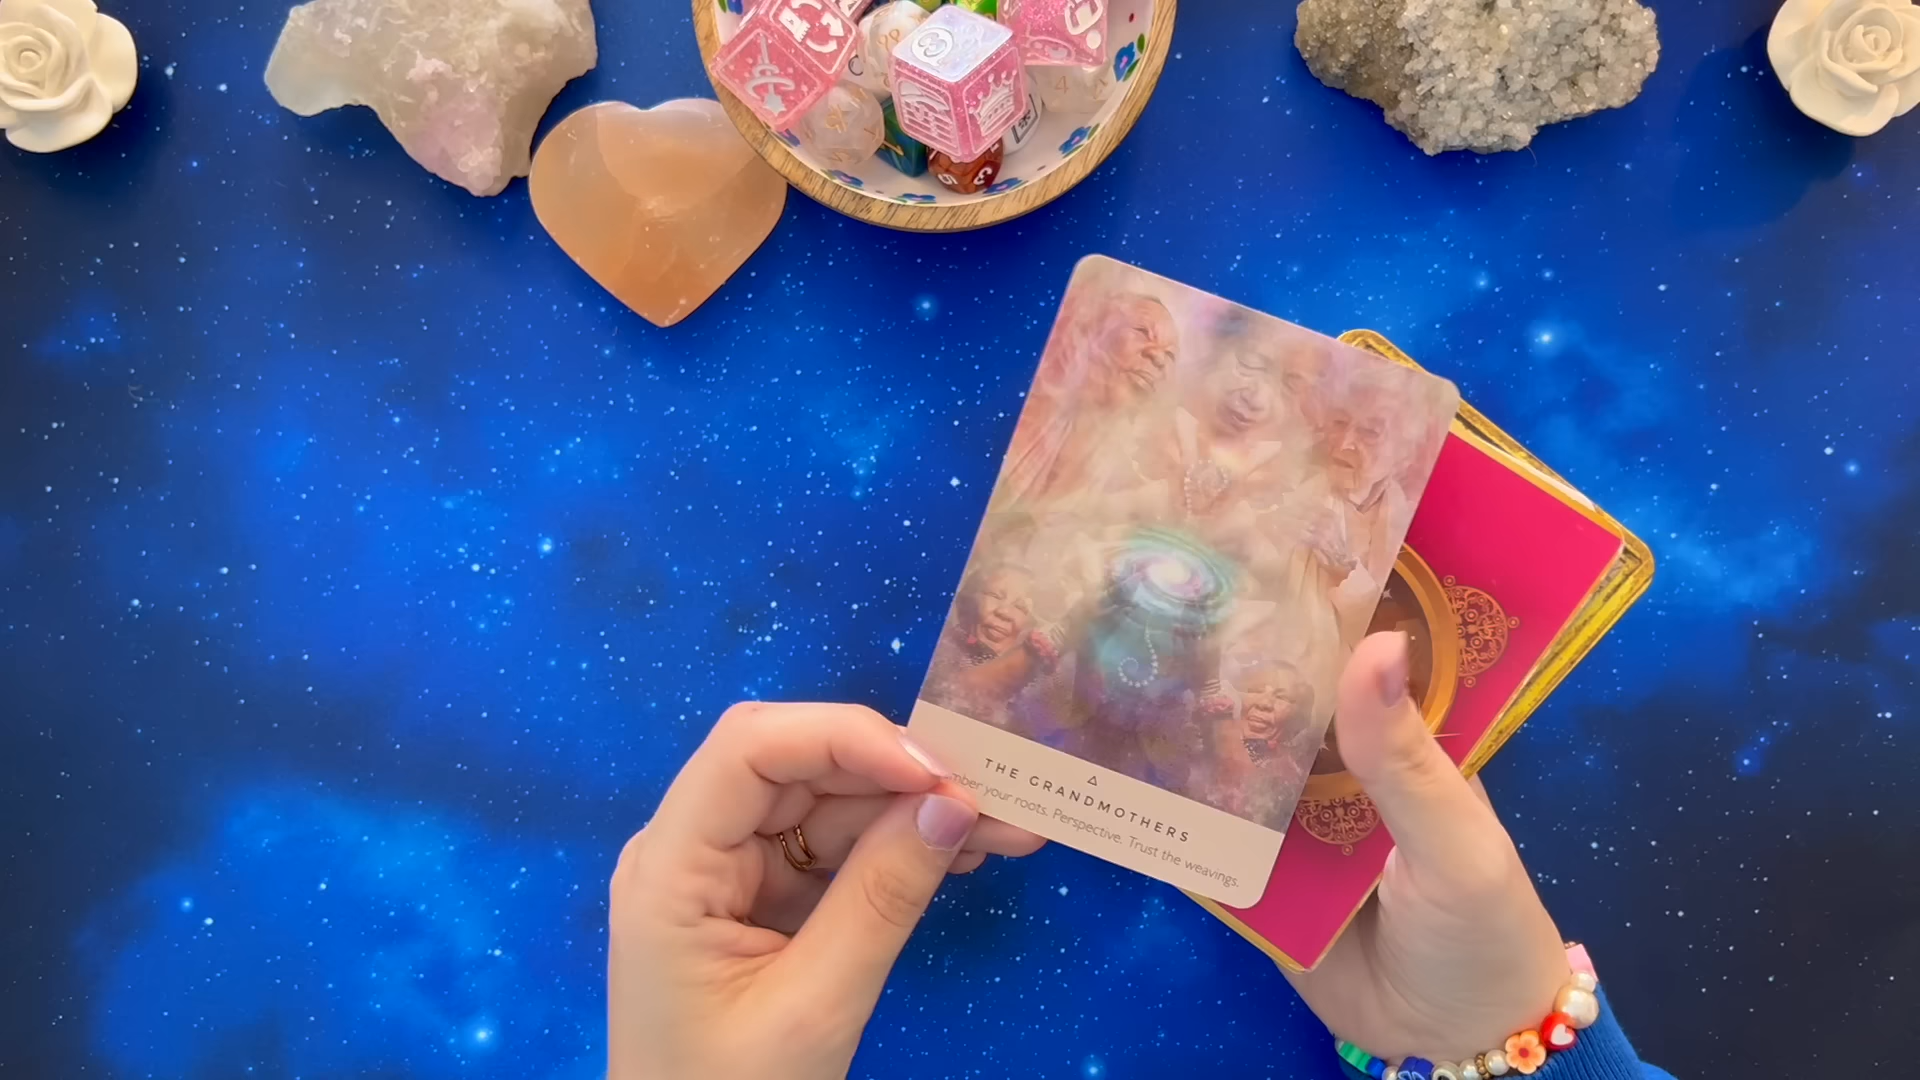 THE GRANDMOTHERS
your roots. Perspective. Trust the weavings.